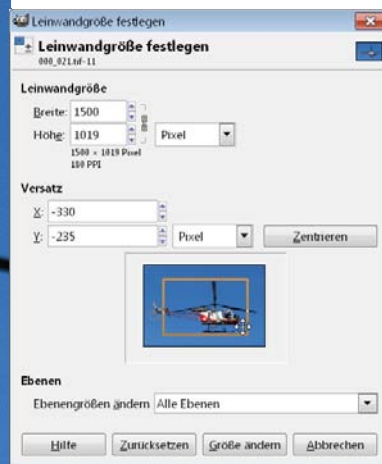 Leinwandgröße festlegen
Leinwandgröße festlegen
000_021.tif-11
Leinwandgröße
Breite: 1500
Höhe: 1019 Pixel
1500 × 1019 Pixel
180 PPI
Versatz
X: -330
Y: -235 Pixel Zentrieren
Ebenen
Ebenengrößen ändern Alle Ebenen
Hilfe Zurücksetzen Größe ändern Abbrechen